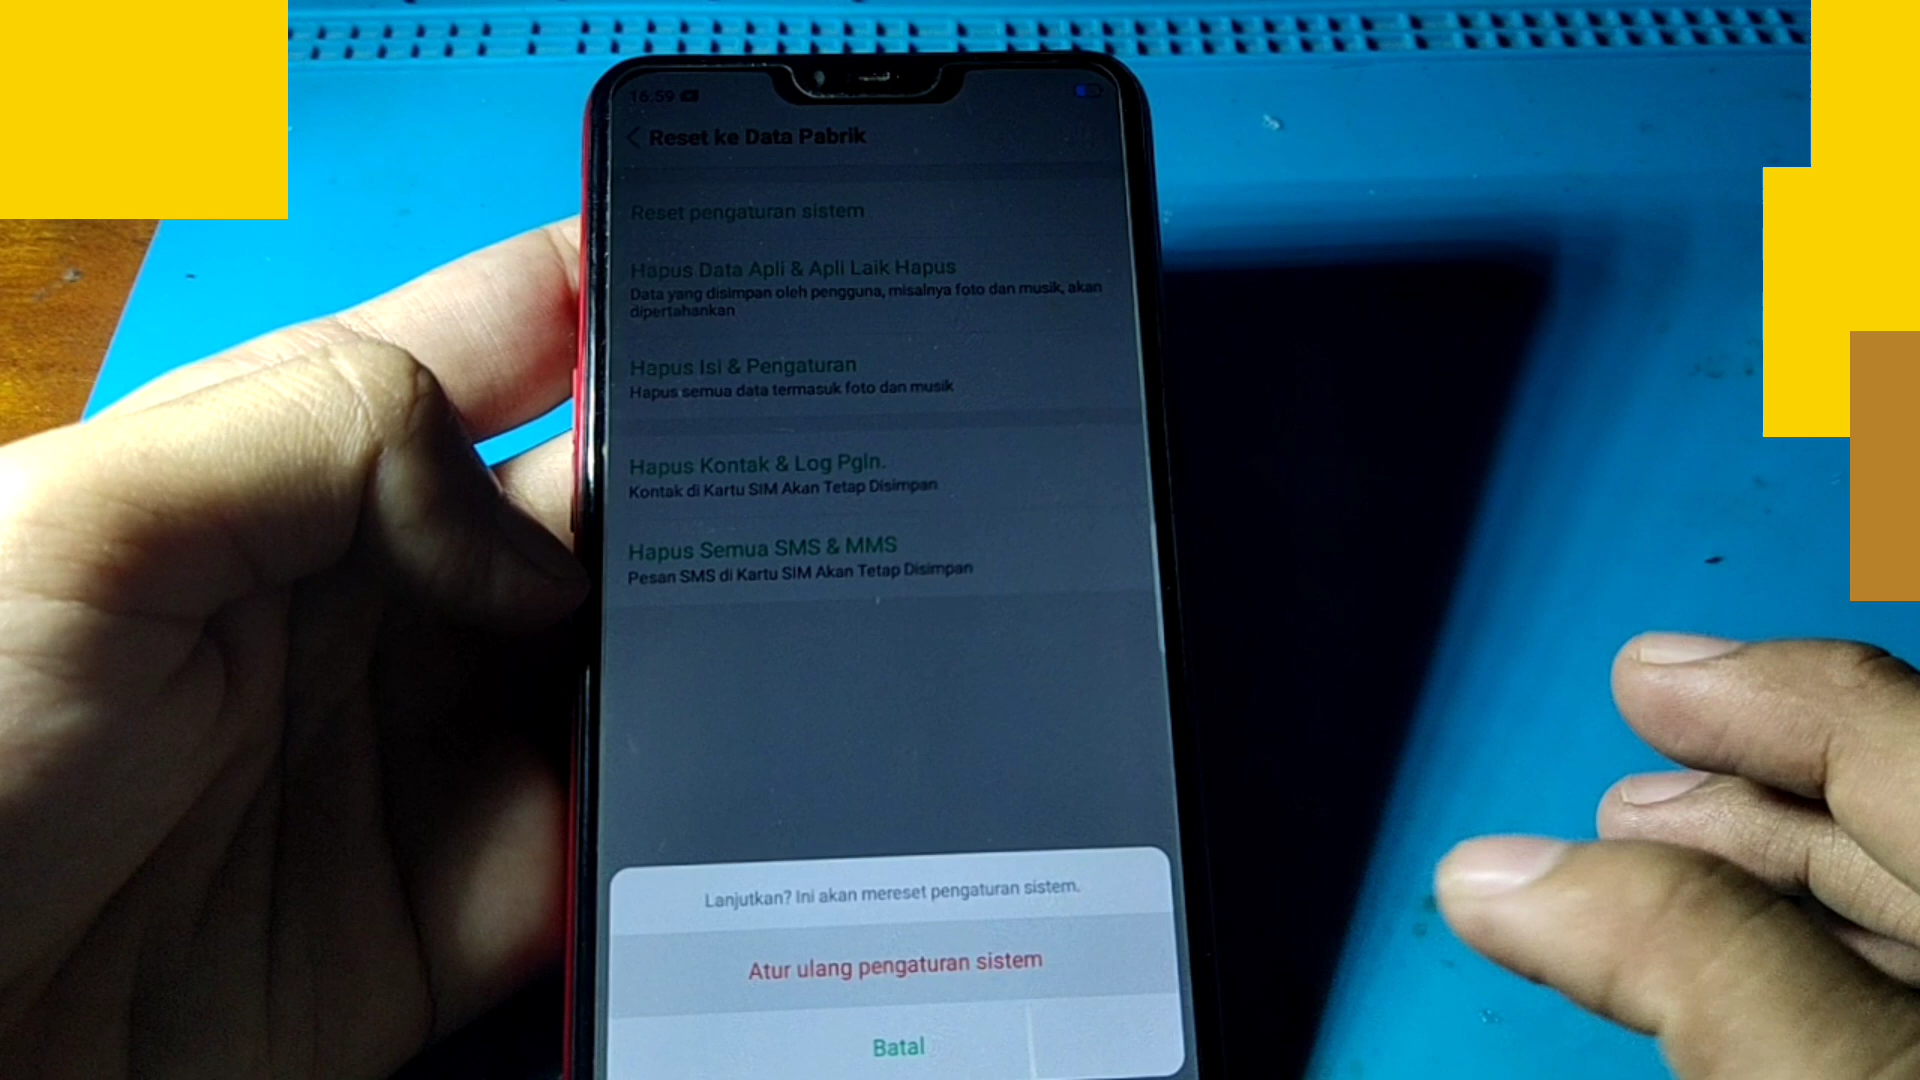 16.59
Reset ke Data Pabrik
Reset pengaturan sistem
Hapus Data Apli & Apli Laik Hapus
Data yang disimpan oleh pengguna, misalnya foto dan musik, akan
dipertahankan
Hapus Isi & Pengaturan
Hapus semua data termasuk foto dan musik
Hapus Kontak & Log Pgln.
Kontak di Kartu SIM Akan Tetap Disimpan
Hapus Semua SMS & MMS
Pesan SMS di Kartu SIM Akan Tetap Disimpan
Lanjutkan? Ini akan mereset pengaturan sistem.
Atur ulang pengaturan sistem
Batal